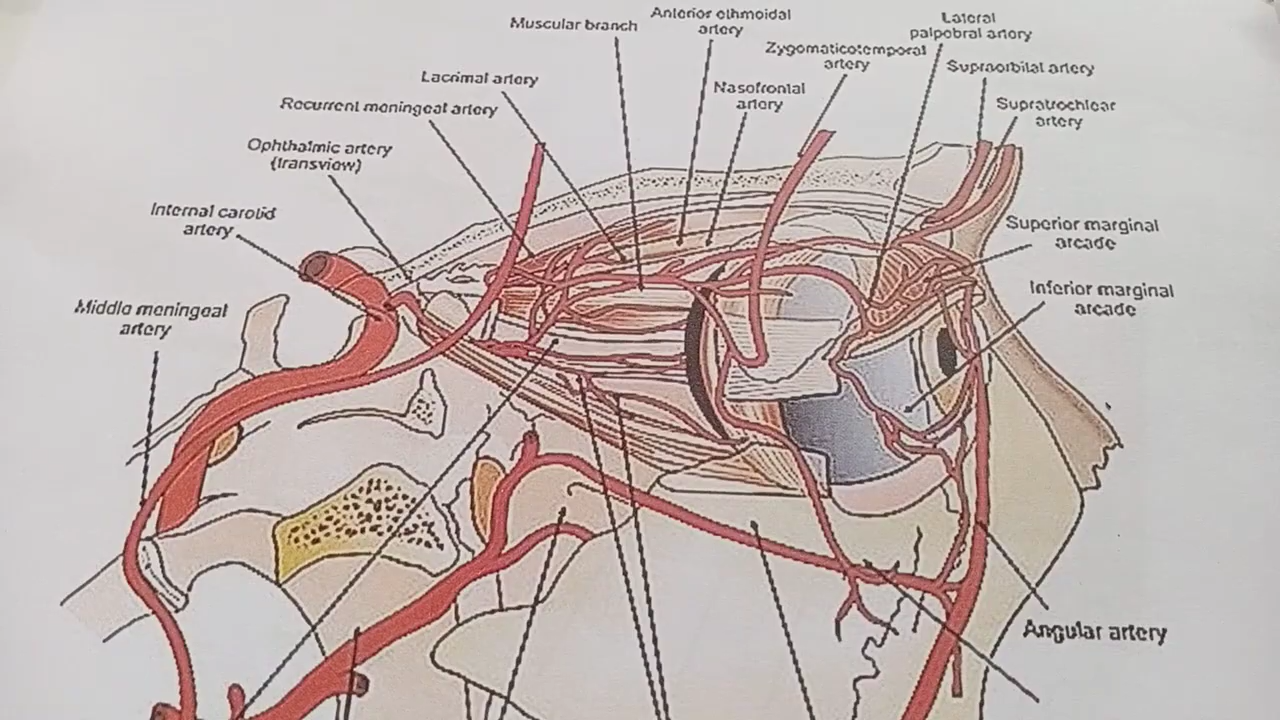 Muscular branch
Anterior ethmoidal
artery
Lateral
palpebral artery
Zygomaticotemporal
artery
Supraorbital artery
Lacrimal artery
Nasofrontal
artery
Supratrochlear
artery
Recurrent meningeal artery
Ophthalmic artery
(transview)
Internal carotid
artery
Superior marginal
arcade
Inferior marginal
arcade
Middle meningeal
artery
Angular artery